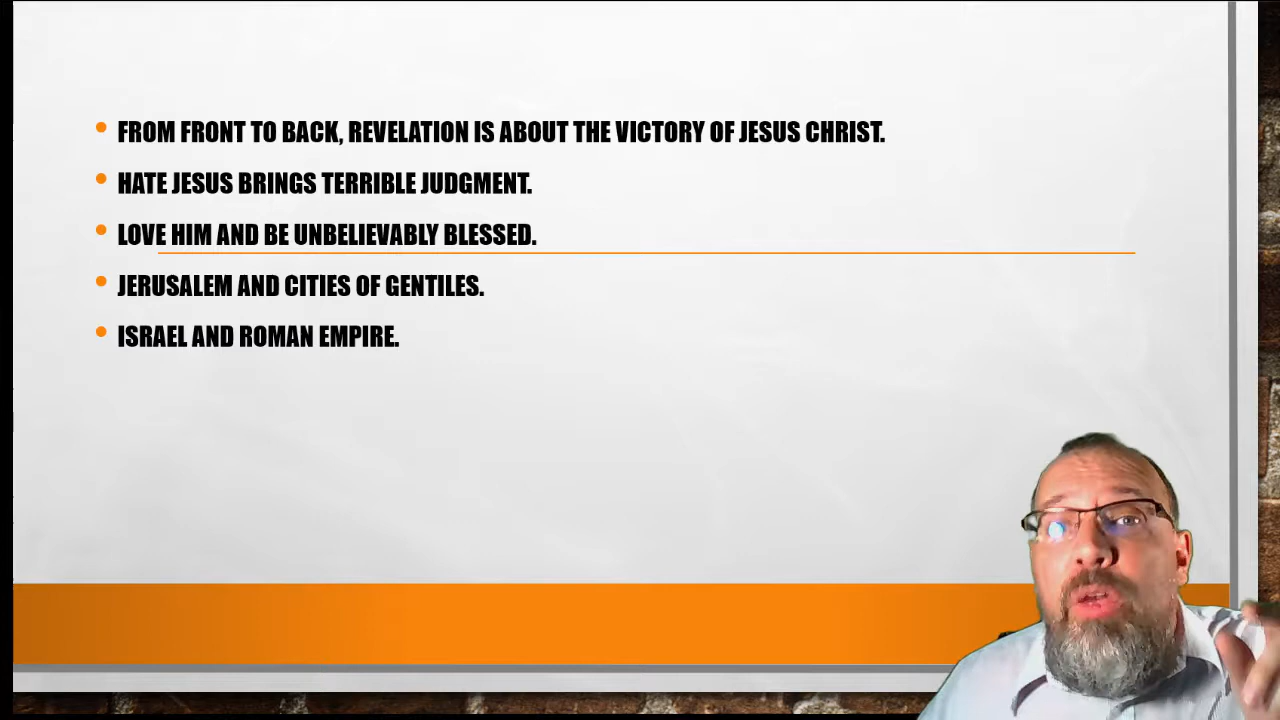 FROM FRONT TO BACK, REVELATION IS ABOUT THE VICTORY OF JESUS CHRIST.
HATE JESUS BRINGS TERRIBLE JUDGMENT.
LOVE HIM AND BE UNBELIEVABLY BLESSED.
JERUSALEM AND CITIES OF GENTILES.
ISRAEL AND ROMAN EMPIRE.